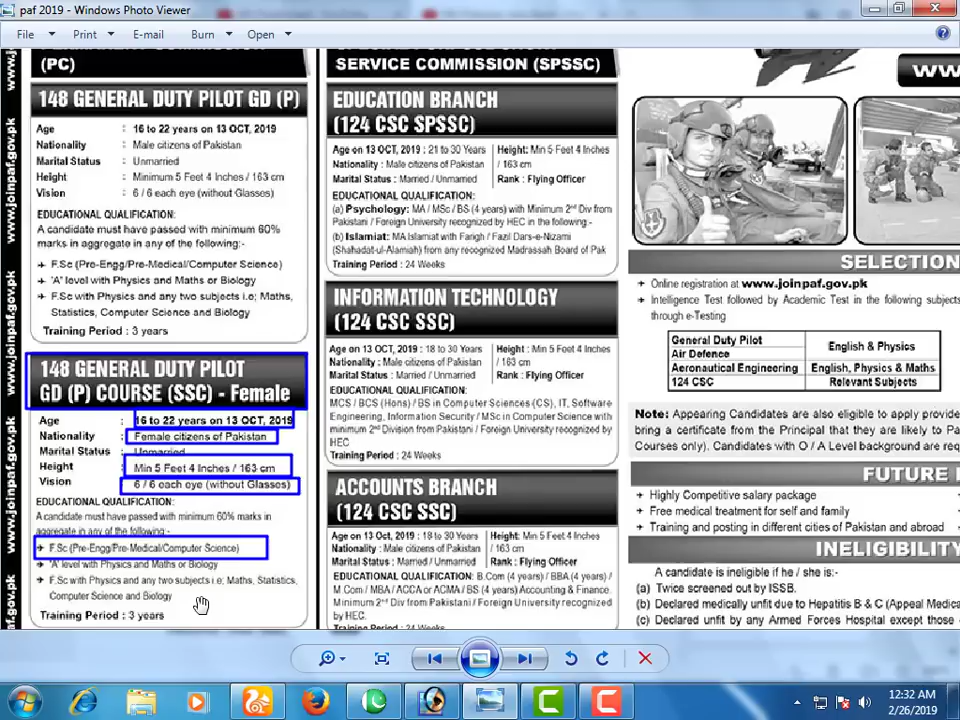 paf 2019 - Windows Photo Viewer
File Print E-mail Burn Open
www.joinpaf.gov.pk
www.joinpaf.gov.pk
(PC)
148 GENERAL DUTY PILOT GD (P)
Age : 16 to 22 years on 13 OCT, 2019
Nationality : Male citizens of Pakistan
Marital Status : Unmarried
Height : Minimum 5 Feet 4 Inches / 163 cm
Vision : 6 / 6 each eye (without Glasses)
EDUCATIONAL QUALIFICATION:
A candidate must have passed with minimum 60%
marks in aggregate in any of the following:-
F.Sc (Pre-Engg/Pre-Medical/Computer Science)
'A' level with Physics and Maths or Biology
F.Sc with Physics and any two subjects i.e; Maths,
Statistics, Computer Science and Biology
Training Period : 3 years
148 GENERAL DUTY PILOT
GD (P) COURSE (SSC) - Female
Age : 16 to 22 years on 13 OCT, 2019
Nationality : Female citizens of Pakistan
Marital Status : Unmarried
Height : Min 5 Feet 4 Inches / 163 cm
Vision : 6 / 6 each eye (without Glasses)
EDUCATIONAL QUALIFICATION:
A candidate must have passed with minimum 60% marks in
aggregate in any of the following:-
F.Sc (Pre-Engg/Pre-Medical/Computer Science)
'A' level with Physics and Maths or Biology
F.Sc with Physics and any two subjects i.e; Maths, Statistics,
Computer Science and Biology
Training Period : 3 years
SERVICE COMMISSION (SPSSC)
EDUCATION BRANCH
(124 CSC SPSSC)
Age on 13 OCT, 2019 : 21 to 30 Years
Nationality : Male citizens of Pakistan
Marital Status : Married / Unmarried
Height: Min 5 Feet 4 Inches
/ 163 cm
Rank : Flying Officer
EDUCATIONAL QUALIFICATION:
(a) Psychology: MA / MSc / BS (4 years) with Minimum 2nd Div from
Pakistani / Foreign University recognized by HEC in the following:-
(b) Islamiat: MA Islamiat with Farigh / Fazil Dars-e-Nizami
(Shahadat-ul-Alamiah) from any recognized Madrassah Board of Pak
Training Period : 24 Weeks
INFORMATION TECHNOLOGY
(124 CSC SSC)
Age on 13 Oct, 2019 : 18 to 30 Years
Nationality : Male citizens of Pakistan
Marital Status : Married / Unmarried
Height: Min 5 Feet 4 Inches
/ 163 cm
Rank : Flying Officer
EDUCATIONAL QUALIFICATION:
MCS / BCS (Hons) / BS in Computer Sciences (CS), IT, Software
Engineering, Information Security / MSc in Computer Science with
minimum 2nd Division from Pakistani / Foreign University recognized by
HEC
Training Period : 24 Weeks
ACCOUNTS BRANCH
(124 CSC SSC)
Age on 13 Oct, 2019 : 18 to 30 Years
Nationality : Male citizens of Pakistan
Marital Status : Married / Unmarried
Height: Min 5 Feet 4 Inches
/ 163 cm
Rank : Flying Officer
EDUCATIONAL QUALIFICATION: B.Com (4 years) / BBA (4 years) /
M.Com / MBA / ACCA or ACMA / BS (4 years) Accounting & Finance.
Minimum 2nd Div from Pakistani / Foreign University recognized
by HEC.
Training Period : 24 Weeks
WW
SELECTION
Online registration at www.joinpaf.gov.pk
Intelligence Test followed by Academic Test in the following subjects
through e-Testing
General Duty Pilot
Air Defence
English & Physics
Aeronautical Engineering English, Physics & Maths
124 CSC Relevant Subjects
Note: Appearing Candidates are also eligible to apply provide
bring a certificate from the Principal that they are likely to Pa
Courses only). Candidates with O / A Level background are req
FUTURE
Highly Competitive salary package
Free medical treatment for self and family
Training and posting in different cities of Pakistan and abroad
INELIGIBILITY
A candidate is ineligible if he / she is:-
(a) Twice screened out by ISSB.
(b) Declared medically unfit due to Hepatitis B & C (Appeal Medica
(c) Declared unfit by any Armed Forces Hospital except those
12:32 AM
2/26/2019